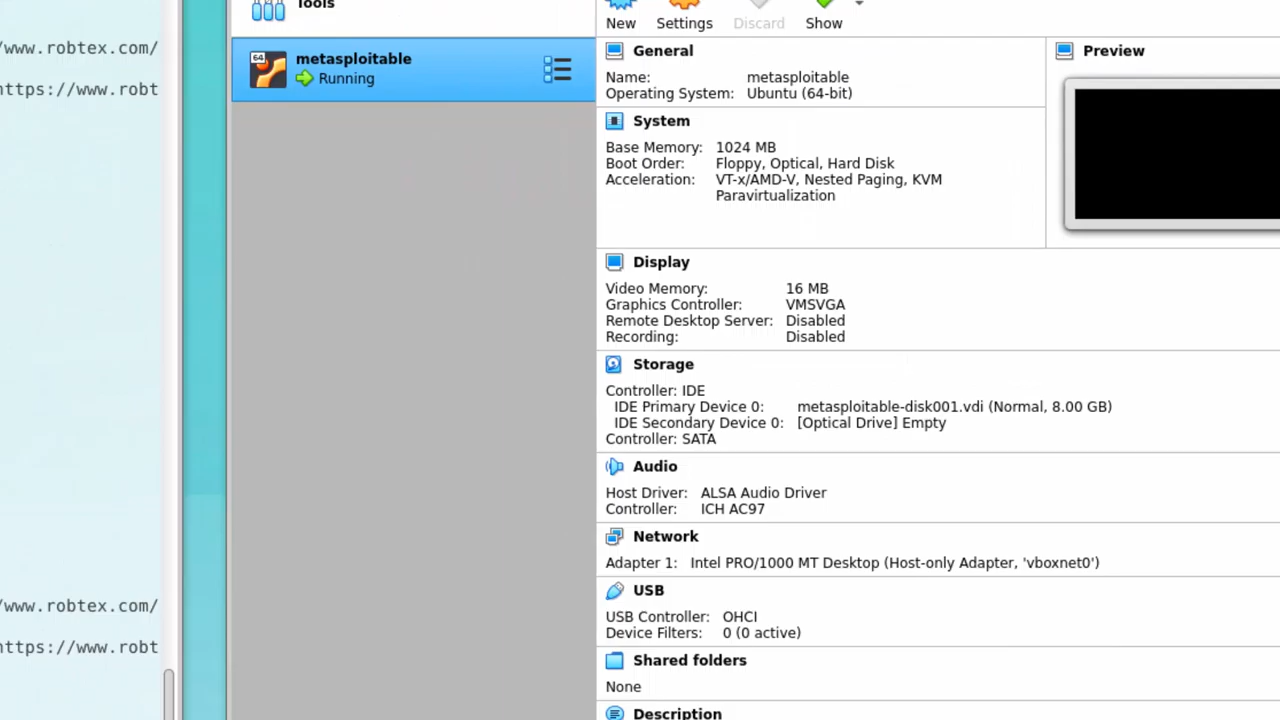 /www.robtex.com/
https://www.robt
/www.robtex.com/
https://www.robt
Tools
64
metasploitable
Running
New Settings Discard Show
General
Name: metasploitable
Operating System: Ubuntu (64-bit)
System
Base Memory: 1024 MB
Boot Order: Floppy, Optical, Hard Disk
Acceleration: VT-x/AMD-V, Nested Paging, KVM
Paravirtualization
Preview
Display
Video Memory: 16 MB
Graphics Controller: VMSVGA
Remote Desktop Server: Disabled
Recording: Disabled
Storage
Controller: IDE
IDE Primary Device 0: metasploitable-disk001.vdi (Normal, 8.00 GB)
IDE Secondary Device 0: [Optical Drive] Empty
Controller: SATA
Audio
Host Driver: ALSA Audio Driver
Controller: ICH AC97
Network
Adapter 1: Intel PRO/1000 MT Desktop (Host-only Adapter, 'vboxnet0')
USB
USB Controller: OHCI
Device Filters: 0 (0 active)
Shared folders
None
Description